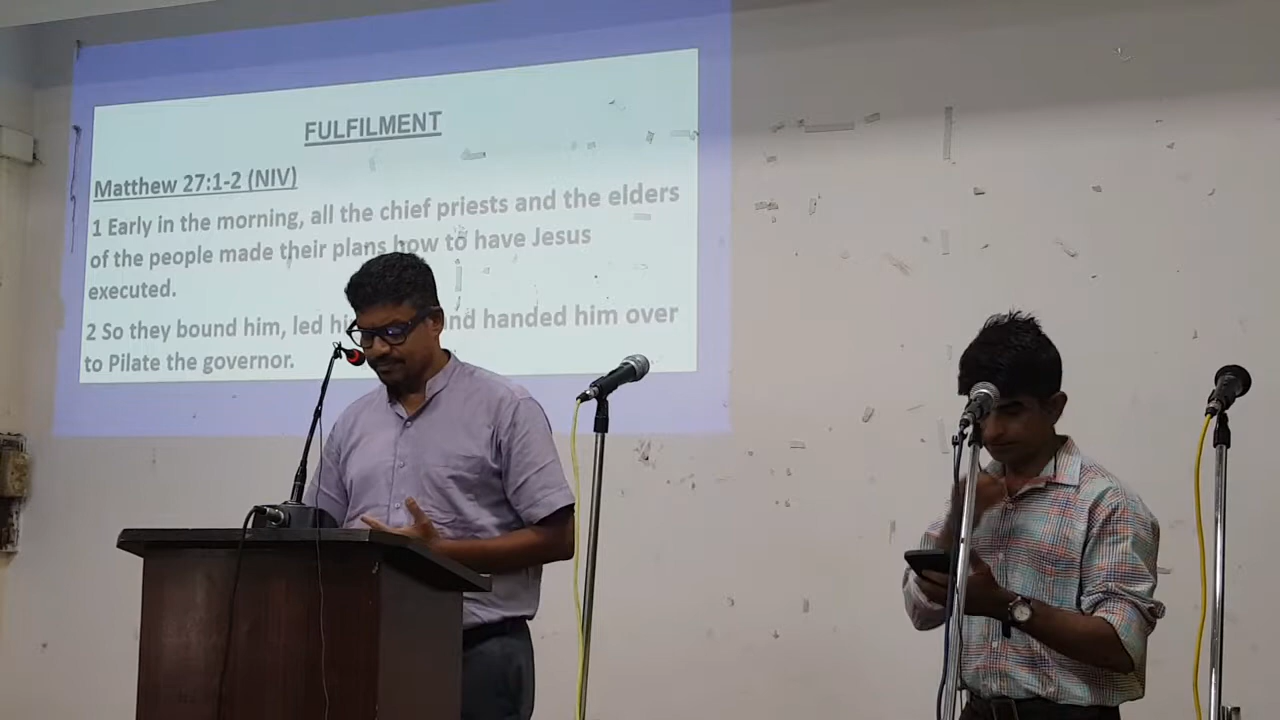 FULFILMENT
Matthew 27:1-2 (NIV)
1 Early in the morning, all the chief priests and the elders
of the people made their plans how to have Jesus
executed.
2 So they bound him, led and handed him over
to Pilate the governor.